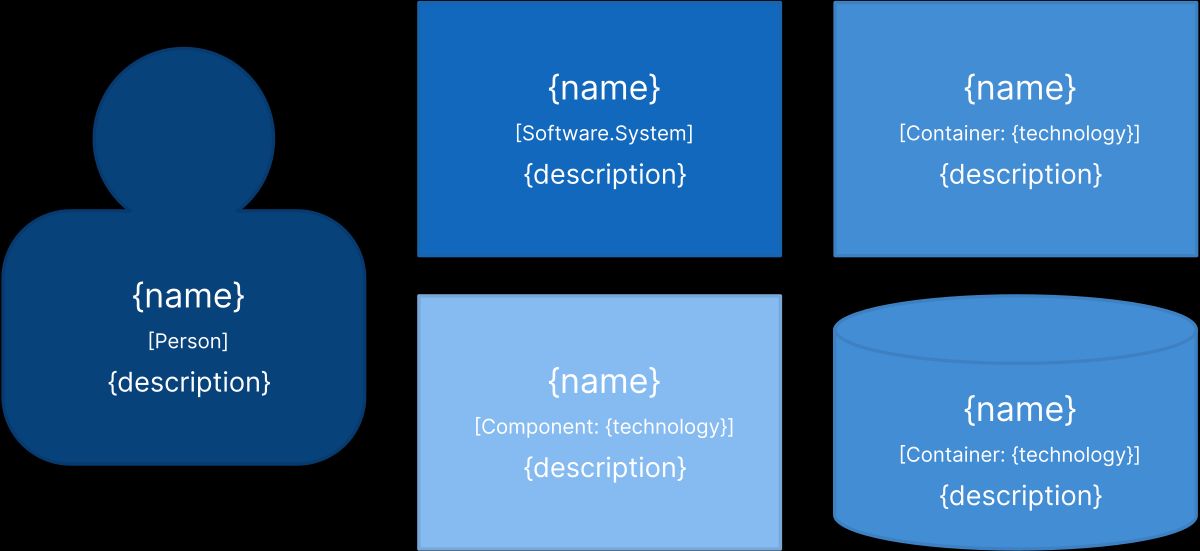 {name}
[Person]
{description}
{name}
[Software.System]
{description}
{name}
[Container: {technology}]
{description}
{name}
[Component: {technology}]
{description}
{name}
[Container: {technology}]
{description}